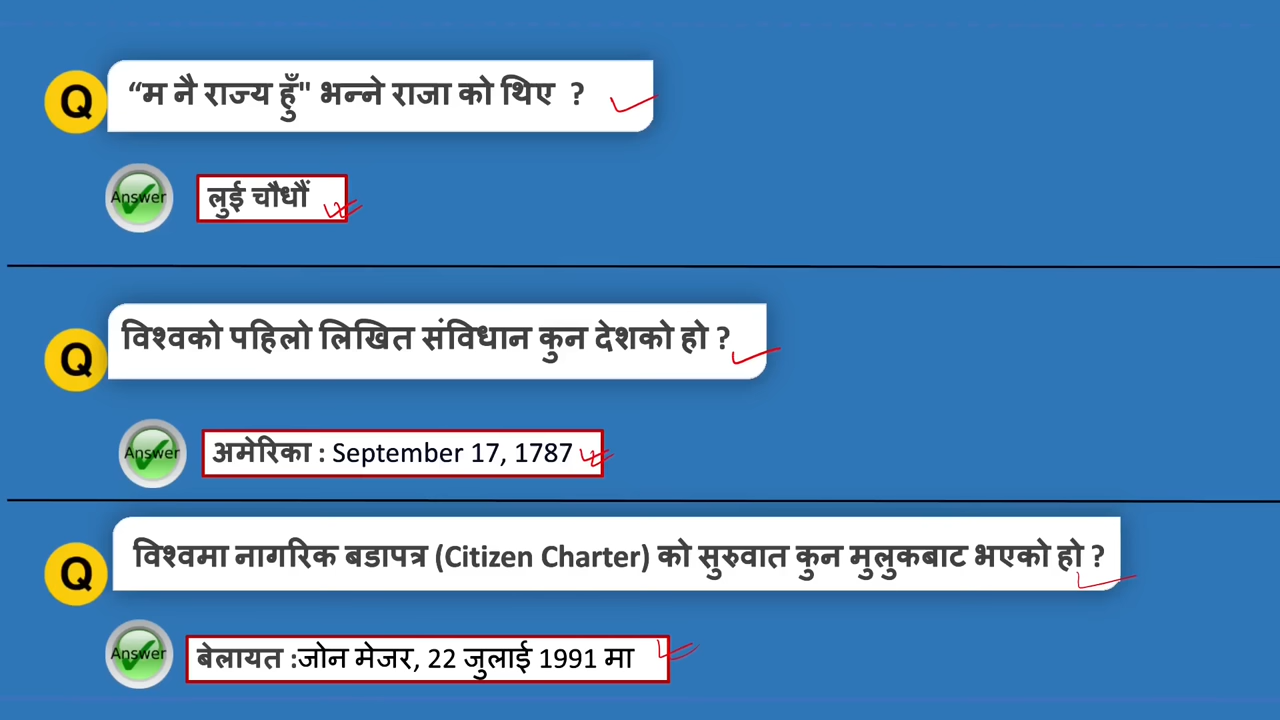 Q “म नै राज्य हुँ" भन्ने राजा को थिए ?
Answer लुई चौधौं
Q विश्वको पहिलो लिखित संविधान कुन देशको हो ?
Answer अमेरिका : September 17, 1787
Q विश्वमा नागरिक बडापत्र (Citizen Charter) को सुरुवात कुन मुलुकबाट भएको हो ?
Answer बेलायत :जोन मेजर, 22 जुलाई 1991 मा